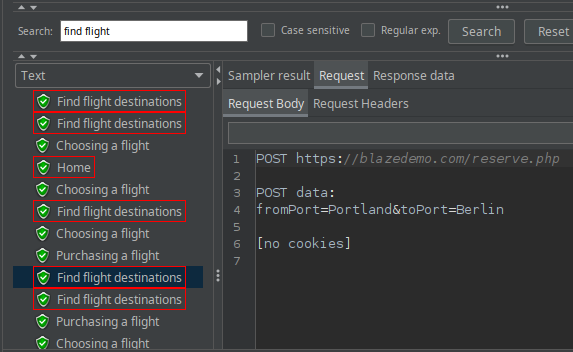 Search: find flight Case sensitive Regular exp. Search Reset
Text
Find flight destinations
Find flight destinations
Choosing a flight
Home
Choosing a flight
Find flight destinations
Choosing a flight
Purchasing a flight
Find flight destinations
Find flight destinations
Purchasing a flight
Choosing a flight
Sampler result Request Response data
Request Body Request Headers
1 POST https://blazedemo.com/reserve.php
2
3 POST data:
4 fromPort=Portland&toPort=Berlin
5
6 [no cookies]
7